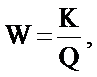 W = K/Q,